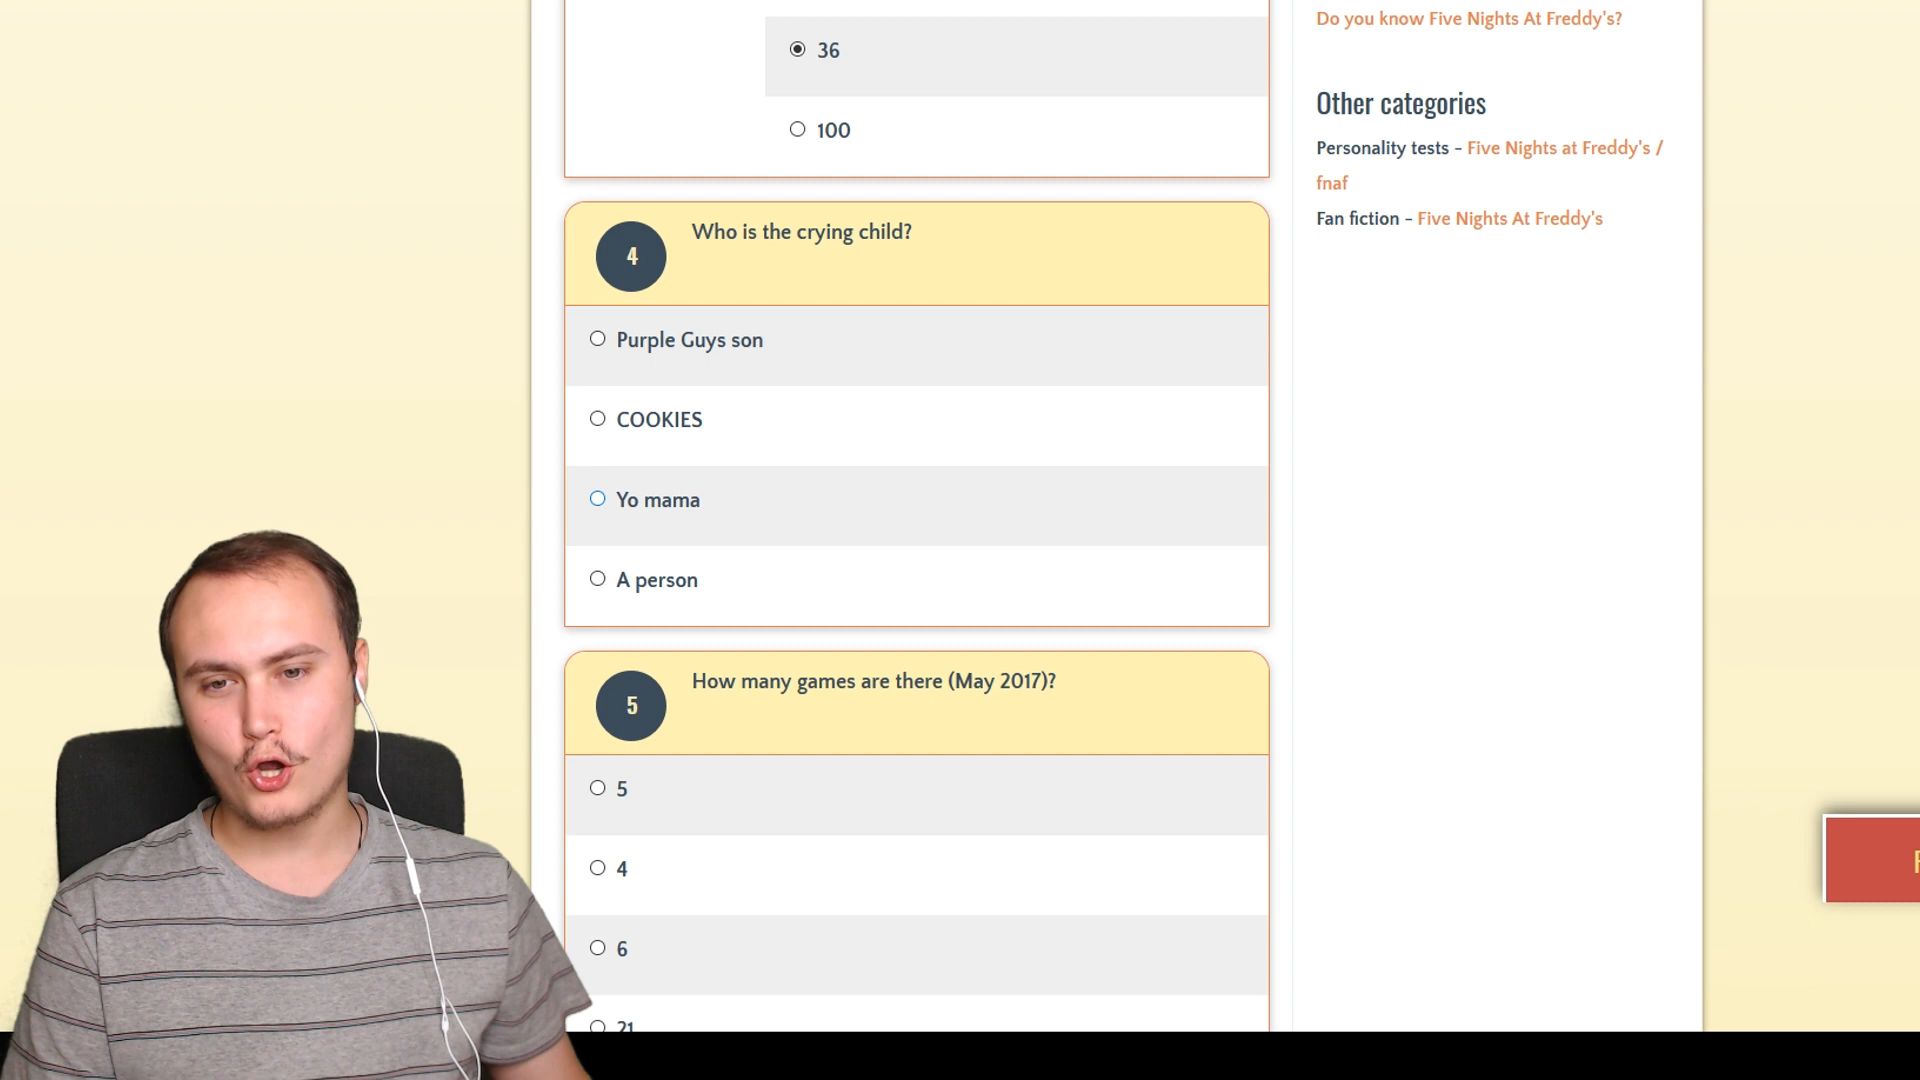 36
100
4
Who is the crying child?
Purple Guys son
COOKIES
Yo mama
A person
5
How many games are there (May 2017)?
5
4
6
21
Do you know Five Nights At Freddy's?
Other categories
Personality tests - Five Nights at Freddy's /
fnaf
Fan fiction - Five Nights At Freddy's